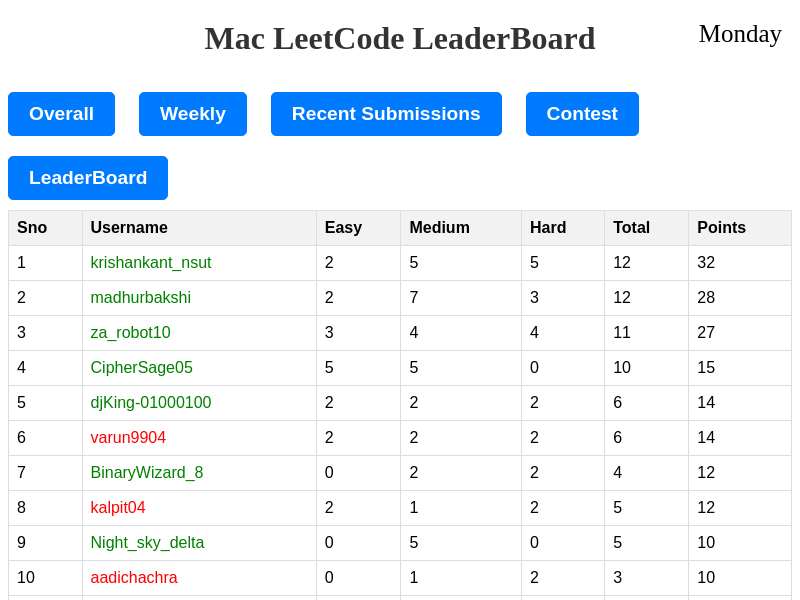 Mac LeetCode LeaderBoard
Monday
Overall Weekly Recent Submissions Contest
LeaderBoard
Sno Username Easy Medium Hard Total Points
1 krishankant_nsut 2 5 5 12 32
2 madhurbakshi 2 7 3 12 28
3 za_robot10 3 4 4 11 27
4 CipherSage05 5 5 0 10 15
5 djKing-01000100 2 2 2 6 14
6 varun9904 2 2 2 6 14
7 BinaryWizard_8 0 2 2 4 12
8 kalpit04 2 1 2 5 12
9 Night_sky_delta 0 5 0 5 10
10 aadichachra 0 1 2 3 10